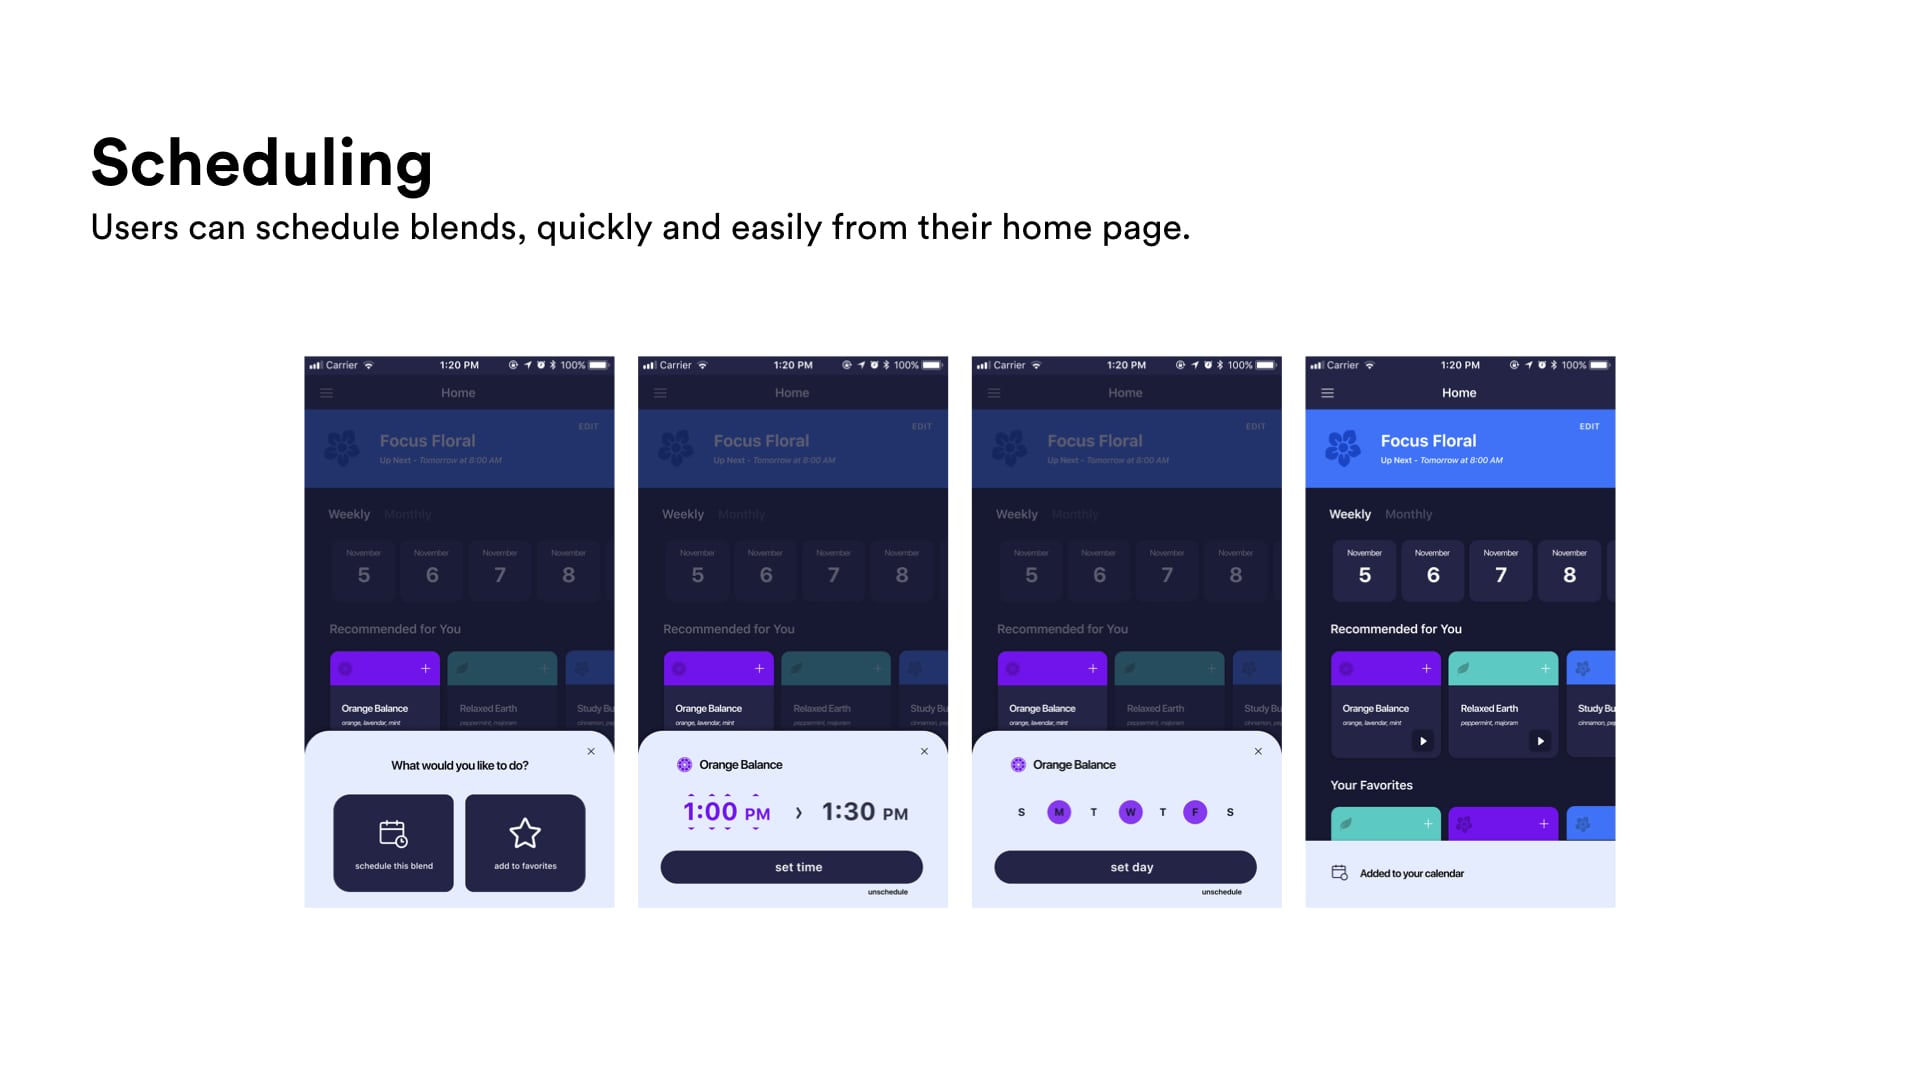 Scheduling
Users can schedule blends, quickly and easily from their home page.
Carrier 1:20 PM 100%
Home
EDIT
Focus Floral
Up Next - Tomorrow at 8:00 AM
Weekly Monthly
November November November November
5 6 7 8
Recommended for You
+ +
Orange Balance Relaxed Earth Study Bu
orange, lavendar, mint peppermint, majoram cinnamon, pep
×
What would you like to do?
schedule this blend add to favorites
Carrier 1:20 PM 100%
Home
EDIT
Focus Floral
Up Next - Tomorrow at 8:00 AM
Weekly Monthly
November November November November
5 6 7 8
Recommended for You
+ +
Orange Balance Relaxed Earth Study Bu
orange, lavendar, mint peppermint, majoram cinnamon, pep
×
Orange Balance
1:00 PM › 1:30 PM
set time
unschedule
Carrier 1:20 PM 100%
Home
EDIT
Focus Floral
Up Next - Tomorrow at 8:00 AM
Weekly Monthly
November November November November
5 6 7 8
Recommended for You
+ +
Orange Balance Relaxed Earth Study Bu
orange, lavendar, mint peppermint, majoram cinnamon, pep
×
Orange Balance
S M T W T F S
set day
unschedule
Carrier 1:20 PM 100%
Home
EDIT
Focus Floral
Up Next - Tomorrow at 8:00 AM
Weekly Monthly
November November November November
5 6 7 8
Recommended for You
+ +
Orange Balance Relaxed Earth Study Bu
orange, lavendar, mint peppermint, majoram cinnamon, pep
Your Favorites
+ +
Added to your calendar